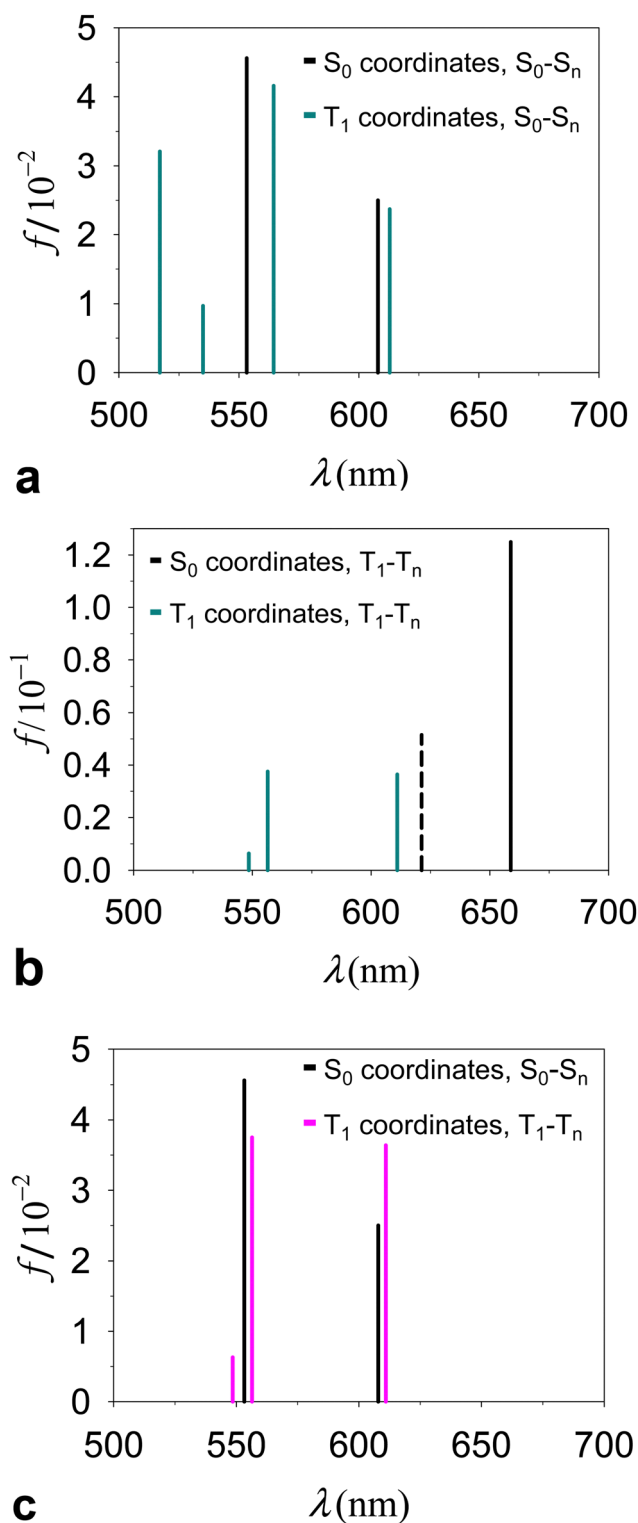 5
4
3
2
1
0
f/10⁻²
S₀ coordinates, S₀-Sₙ
T₁ coordinates, S₀-Sₙ
500 550 600 650 700
λ(nm)
a
1.2
1.0
0.8
0.6
0.4
0.2
0.0
f/10⁻¹
S₀ coordinates, T₁-Tₙ
T₁ coordinates, T₁-Tₙ
500 550 600 650 700
λ(nm)
b
5
4
3
2
1
0
f/10⁻²
S₀ coordinates, S₀-Sₙ
T₁ coordinates, T₁-Tₙ
500 550 600 650 700
λ(nm)
c